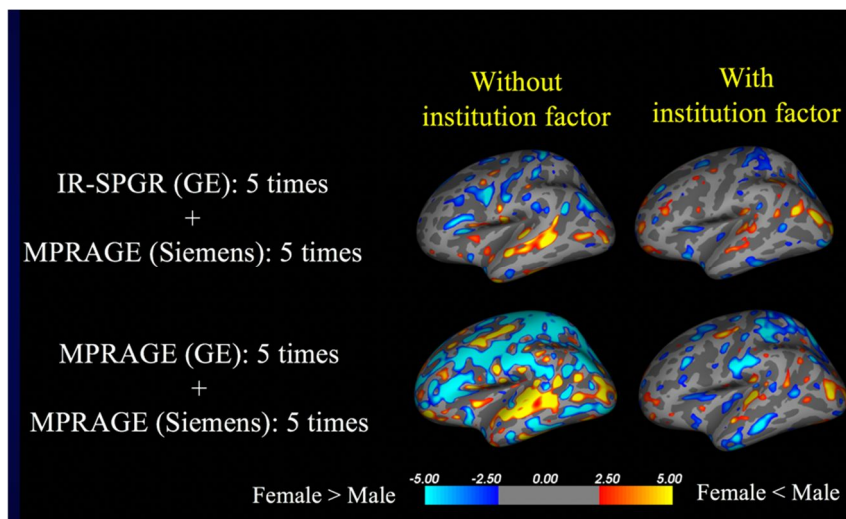 Without
institution factor
With
institution factor
IR-SPGR (GE): 5 times
+
MPRAGE (Siemens): 5 times
MPRAGE (GE): 5 times
+
MPRAGE (Siemens): 5 times
Female > Male
-5.00 -2.50 0.00 2.50 5.00
Female < Male